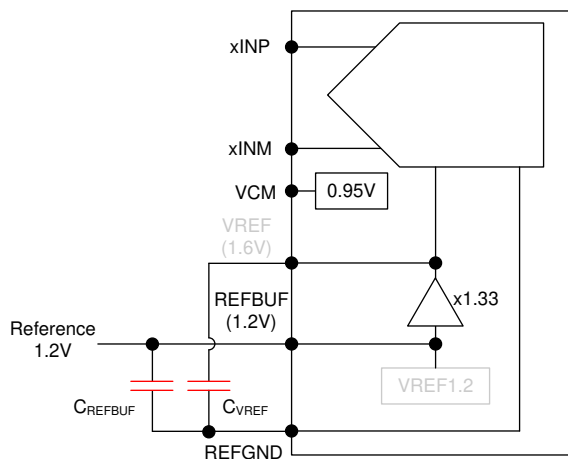 xINP
xINM
VCM
0.95V
VREF
(1.6V)
REFBUF
(1.2V)
x1.33
Reference
1.2V
VREF1.2
CREFBUF
CVREF
REFGND